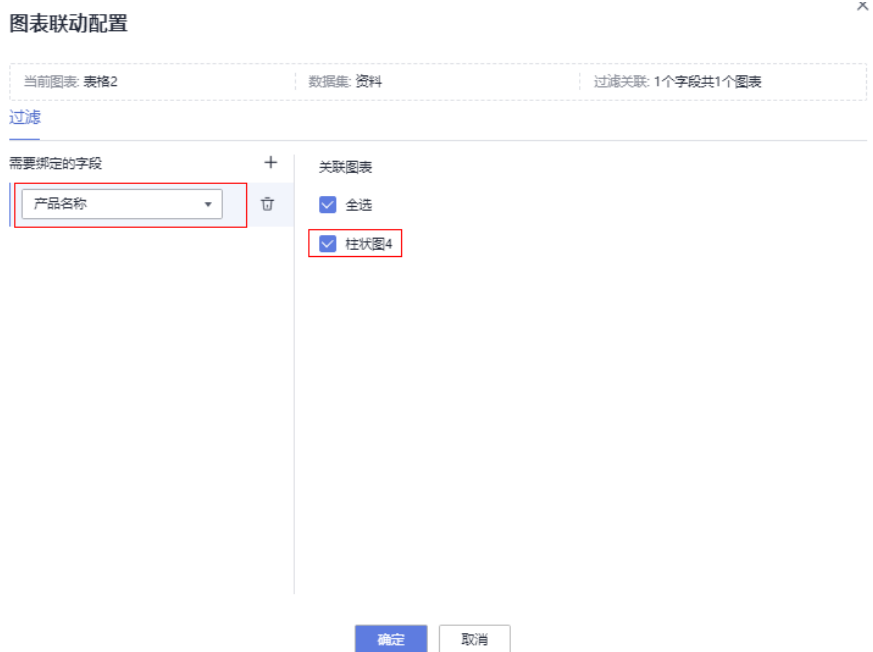 图表联动配置
当前图表: 表格2 数据集: 资料 过滤关联: 1个字段共1个图表
过滤
需要绑定的字段
关联图表
产品名称
全选
柱状图4
确定 取消